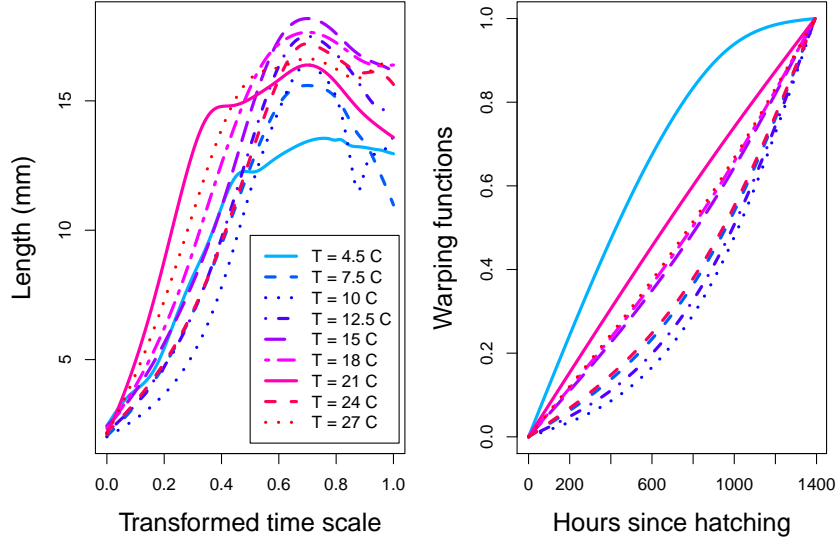 Length (mm)
15
10
5
T = 4.5 C
T = 7.5 C
T = 10 C
T = 12.5 C
T = 15 C
T = 18 C
T = 21 C
T = 24 C
T = 27 C
0.0 0.2 0.4 0.6 0.8 1.0
Transformed time scale
Warping functions
1.0
0.8
0.6
0.4
0.2
0.0
0 200 600 1000 1400
Hours since hatching